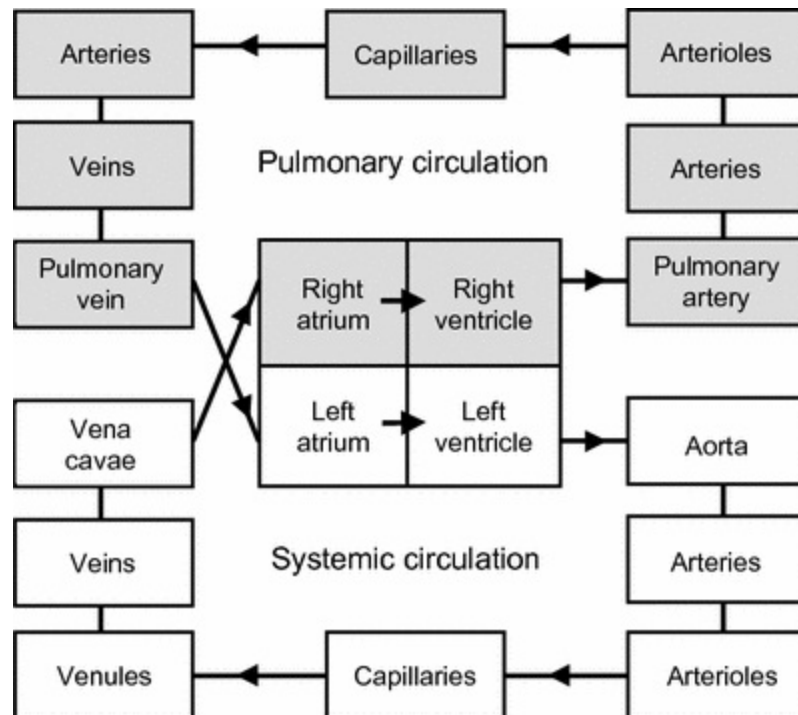 Arteries
Capillaries
Arterioles
Veins
Pulmonary circulation
Arteries
Pulmonary
vein
Right
atrium
Right
ventricle
Pulmonary
artery
Vena
cavae
Left
atrium
Left
ventricle
Aorta
Veins
Systemic circulation
Arteries
Venules
Capillaries
Arterioles